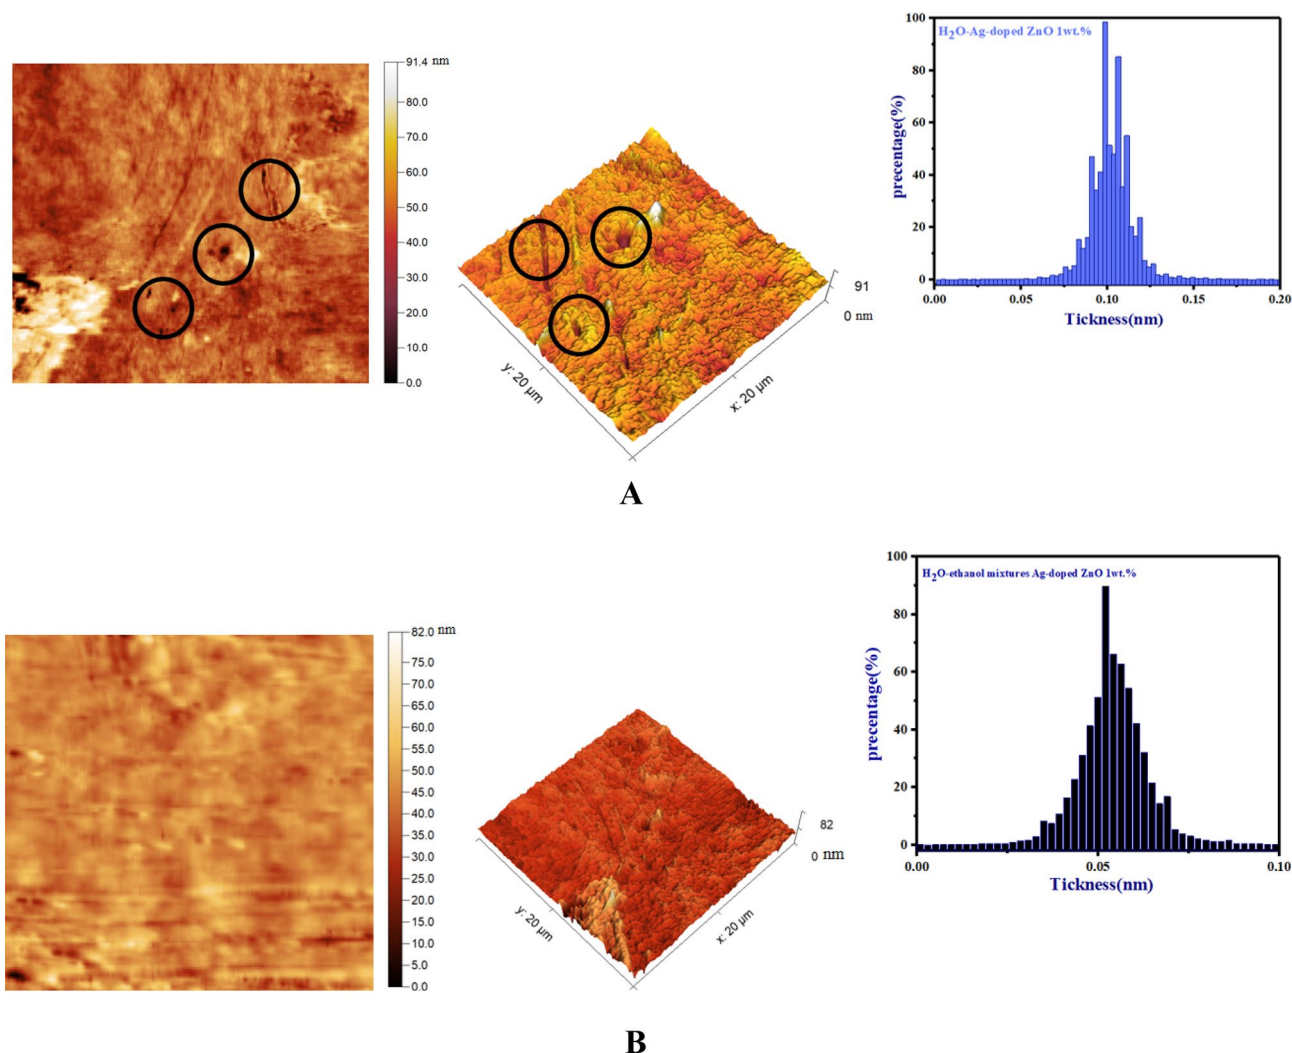 91.4 nm
80.0
70.0
60.0
50.0
40.0
30.0
20.0
10.0
0.0
y: 20 µm
x: 20 µm
91
0 nm
H2O-Ag-doped ZnO 1wt.%
precentage(%)
100
80
60
40
20
0
0.00 0.05 0.10 0.15 0.20
Tickness(nm)
A
82.0 nm
75.0
70.0
65.0
60.0
55.0
50.0
45.0
40.0
35.0
30.0
25.0
20.0
15.0
10.0
5.0
0.0
y: 20 µm
x: 20 µm
82
0 nm
H2O-ethanol mixtures Ag-doped ZnO 1wt.%
precentage(%)
100
80
60
40
20
0
0.00 0.05 0.10
Tickness(nm)
B